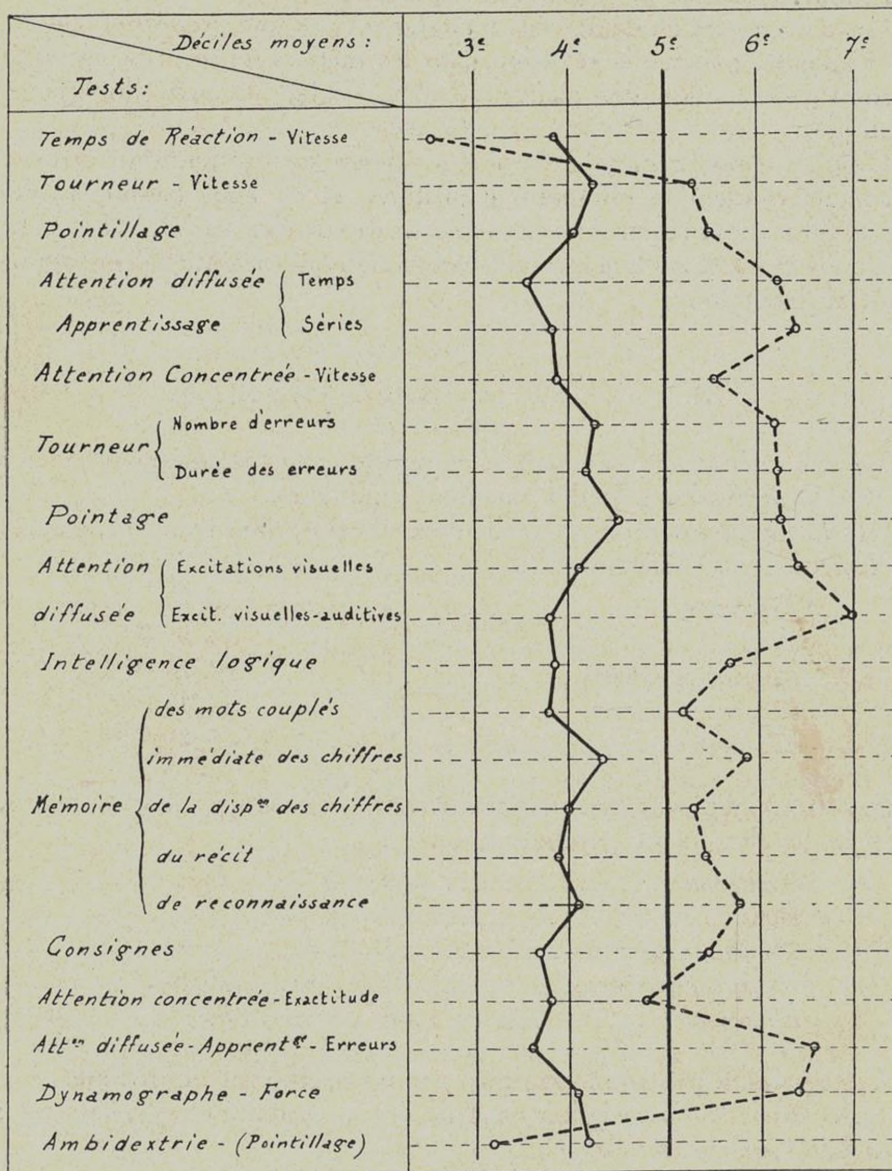 Déciles moyens : 3ᵉ 4ᵉ 5ᵉ 6ᵉ 7ᵉ
Tests:
Temps de Réaction - Vitesse
Tourneur - Vitesse
Pointillage
Attention diffusée { Temps
Apprentissage { Séries
Attention Concentrée - Vitesse
Nombre d'erreurs
Tourneur {
Durée des erreurs
Pointage
Attention { Excitations visuelles
diffusée { Excit. visuelles-auditives
Intelligence logique
des mots couplés
immédiate des chiffres
Mémoire { de la dispᵒⁿ des chiffres
du récit
de reconnaissance
Consignes
Attention concentrée - Exactitude
Attᵒⁿ diffusée - Apprentᵍᵉ - Erreurs
Dynamographe - Force
Ambidextrie - (Pointillage)